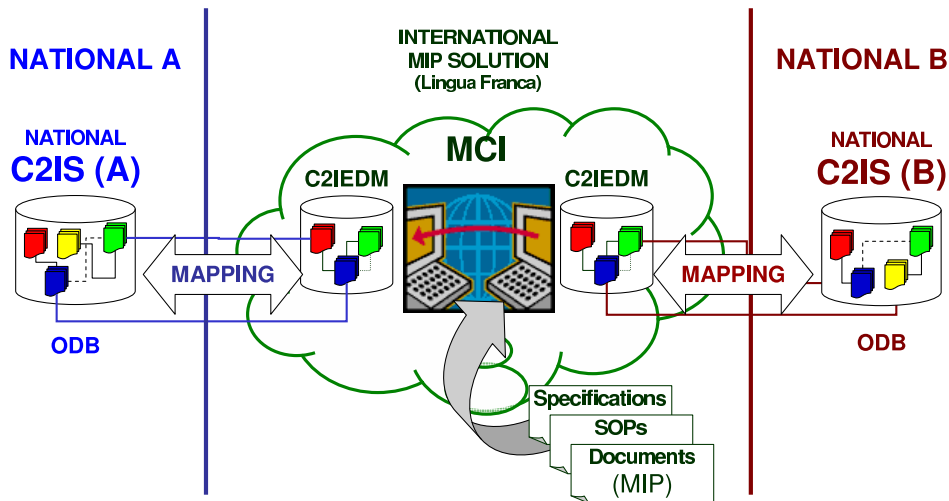 INTERNATIONAL
MIP SOLUTION
(Lingua Franca)
NATIONAL A
NATIONAL B
NATIONAL
C2IS (A)
MCI
NATIONAL
C2IS (B)
C2IEDM
C2IEDM
MAPPING
MAPPING
ODB
ODB
Specifications
SOPs
Documents
(MIP)